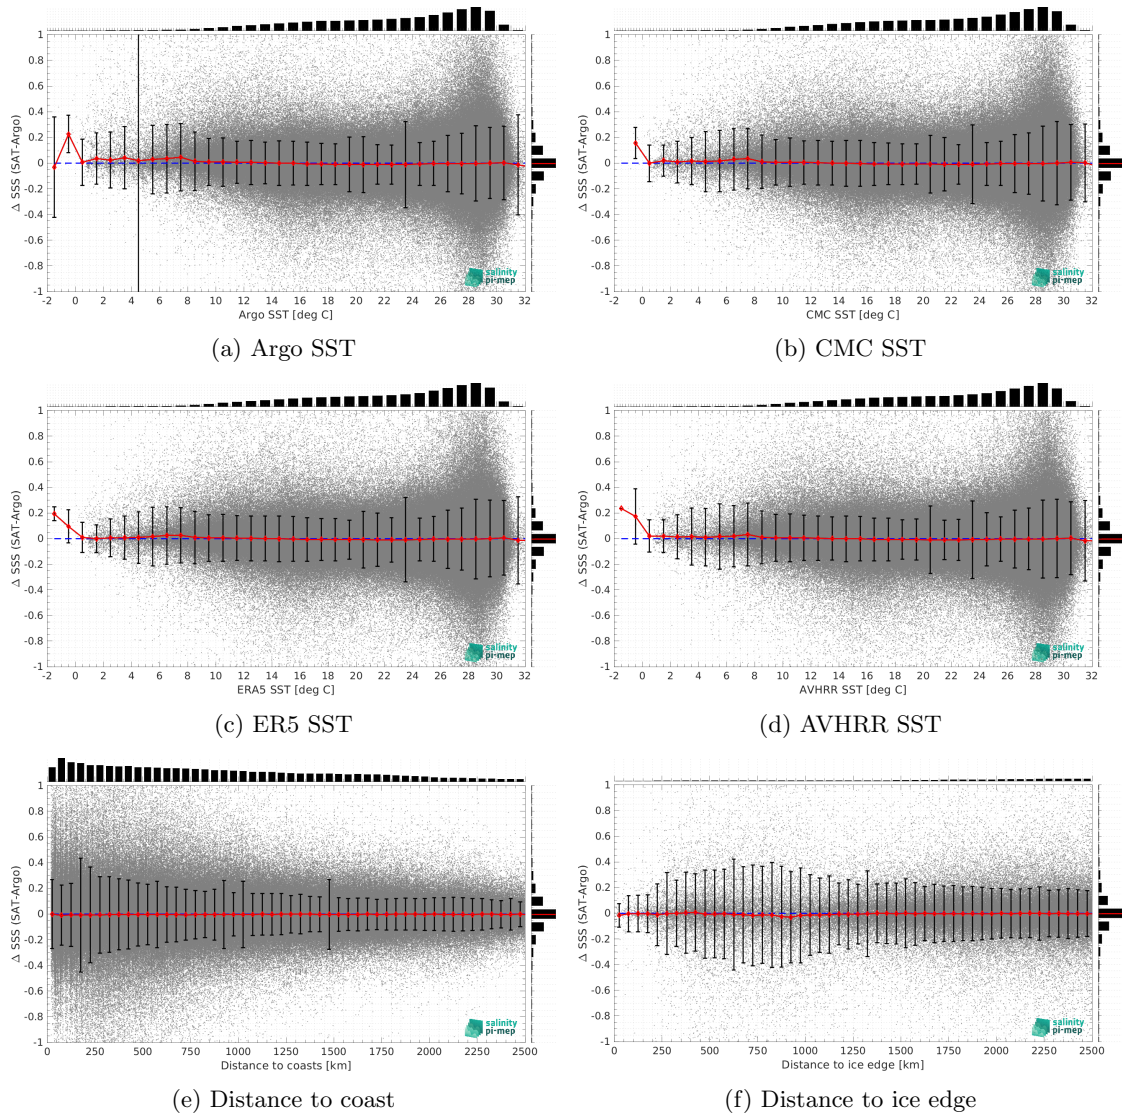 1
0.8
0.6
0.4
0.2
0
-0.2
-0.4
-0.6
-0.8
-1
Δ SSS (SAT-Argo)
salinity
pi-mep
-2 0 2 4 6 8 10 12 14 16 18 20 22 24 26 28 30 32
Argo SST [deg C]
(a) Argo SST
1
0.8
0.6
0.4
0.2
0
-0.2
-0.4
-0.6
-0.8
-1
Δ SSS (SAT-Argo)
salinity
pi-mep
-2 0 2 4 6 8 10 12 14 16 18 20 22 24 26 28 30 32
CMC SST [deg C]
(b) CMC SST
1
0.8
0.6
0.4
0.2
0
-0.2
-0.4
-0.6
-0.8
-1
Δ SSS (SAT-Argo)
salinity
pi-mep
-2 0 2 4 6 8 10 12 14 16 18 20 22 24 26 28 30 32
ERA5 SST [deg C]
(c) ER5 SST
1
0.8
0.6
0.4
0.2
0
-0.2
-0.4
-0.6
-0.8
-1
Δ SSS (SAT-Argo)
salinity
pi-mep
-2 0 2 4 6 8 10 12 14 16 18 20 22 24 26 28 30 32
AVHRR SST [deg C]
(d) AVHRR SST
1
0.8
0.6
0.4
0.2
0
-0.2
-0.4
-0.6
-0.8
-1
Δ SSS (SAT-Argo)
salinity
pi-mep
0 250 500 750 1000 1250 1500 1750 2000 2250 2500
Distance to coasts [km]
(e) Distance to coast
1
0.8
0.6
0.4
0.2
0
-0.2
-0.4
-0.6
-0.8
-1
Δ SSS (SAT-Argo)
salinity
pi-mep
0 250 500 750 1000 1250 1500 1750 2000 2250 2500
Distance to ice edge [km]
(f) Distance to ice edge